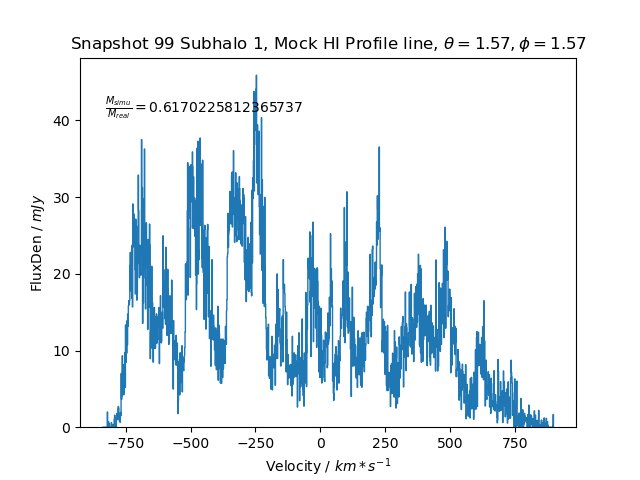 Snapshot 99 Subhalo 1, Mock HI Profile line, θ = 1.57, ϕ = 1.57
M_simu/M_real = 0.6170225812365737
FluxDen / mJy
40
30
20
10
0
−750 −500 −250 0 250 500 750
Velocity / km * s⁻¹